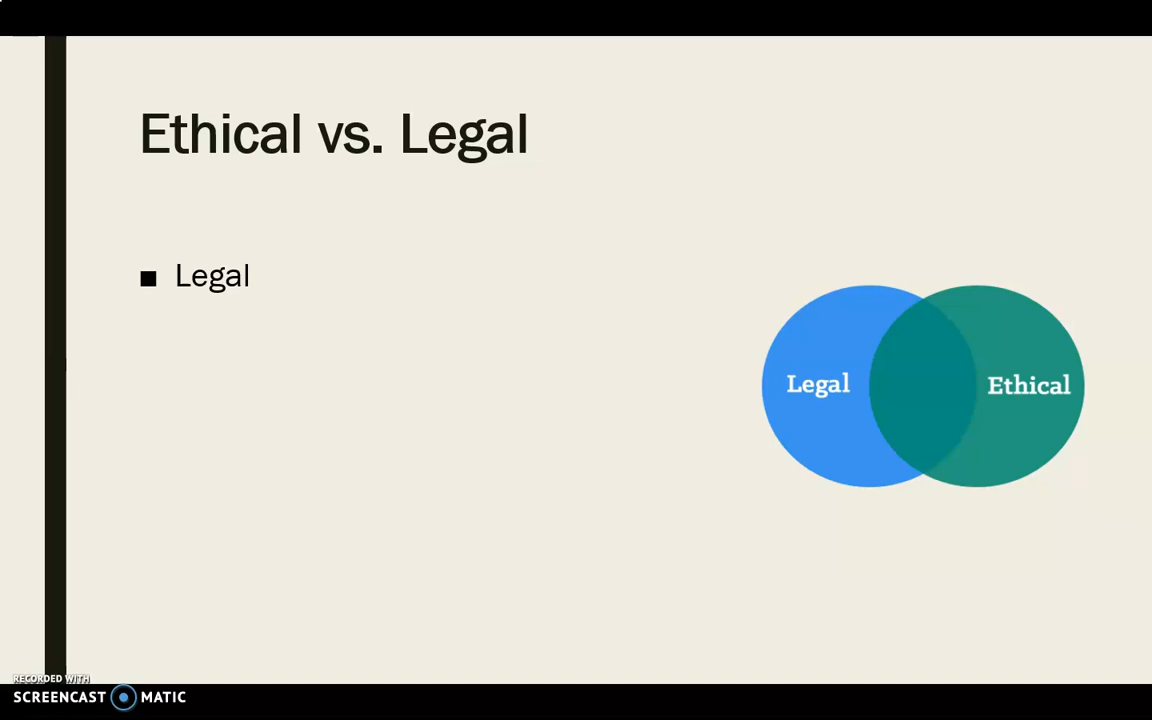 Ethical vs. Legal
■ Legal
Legal
Ethical
RECORDED WITH
SCREENCAST MATIC